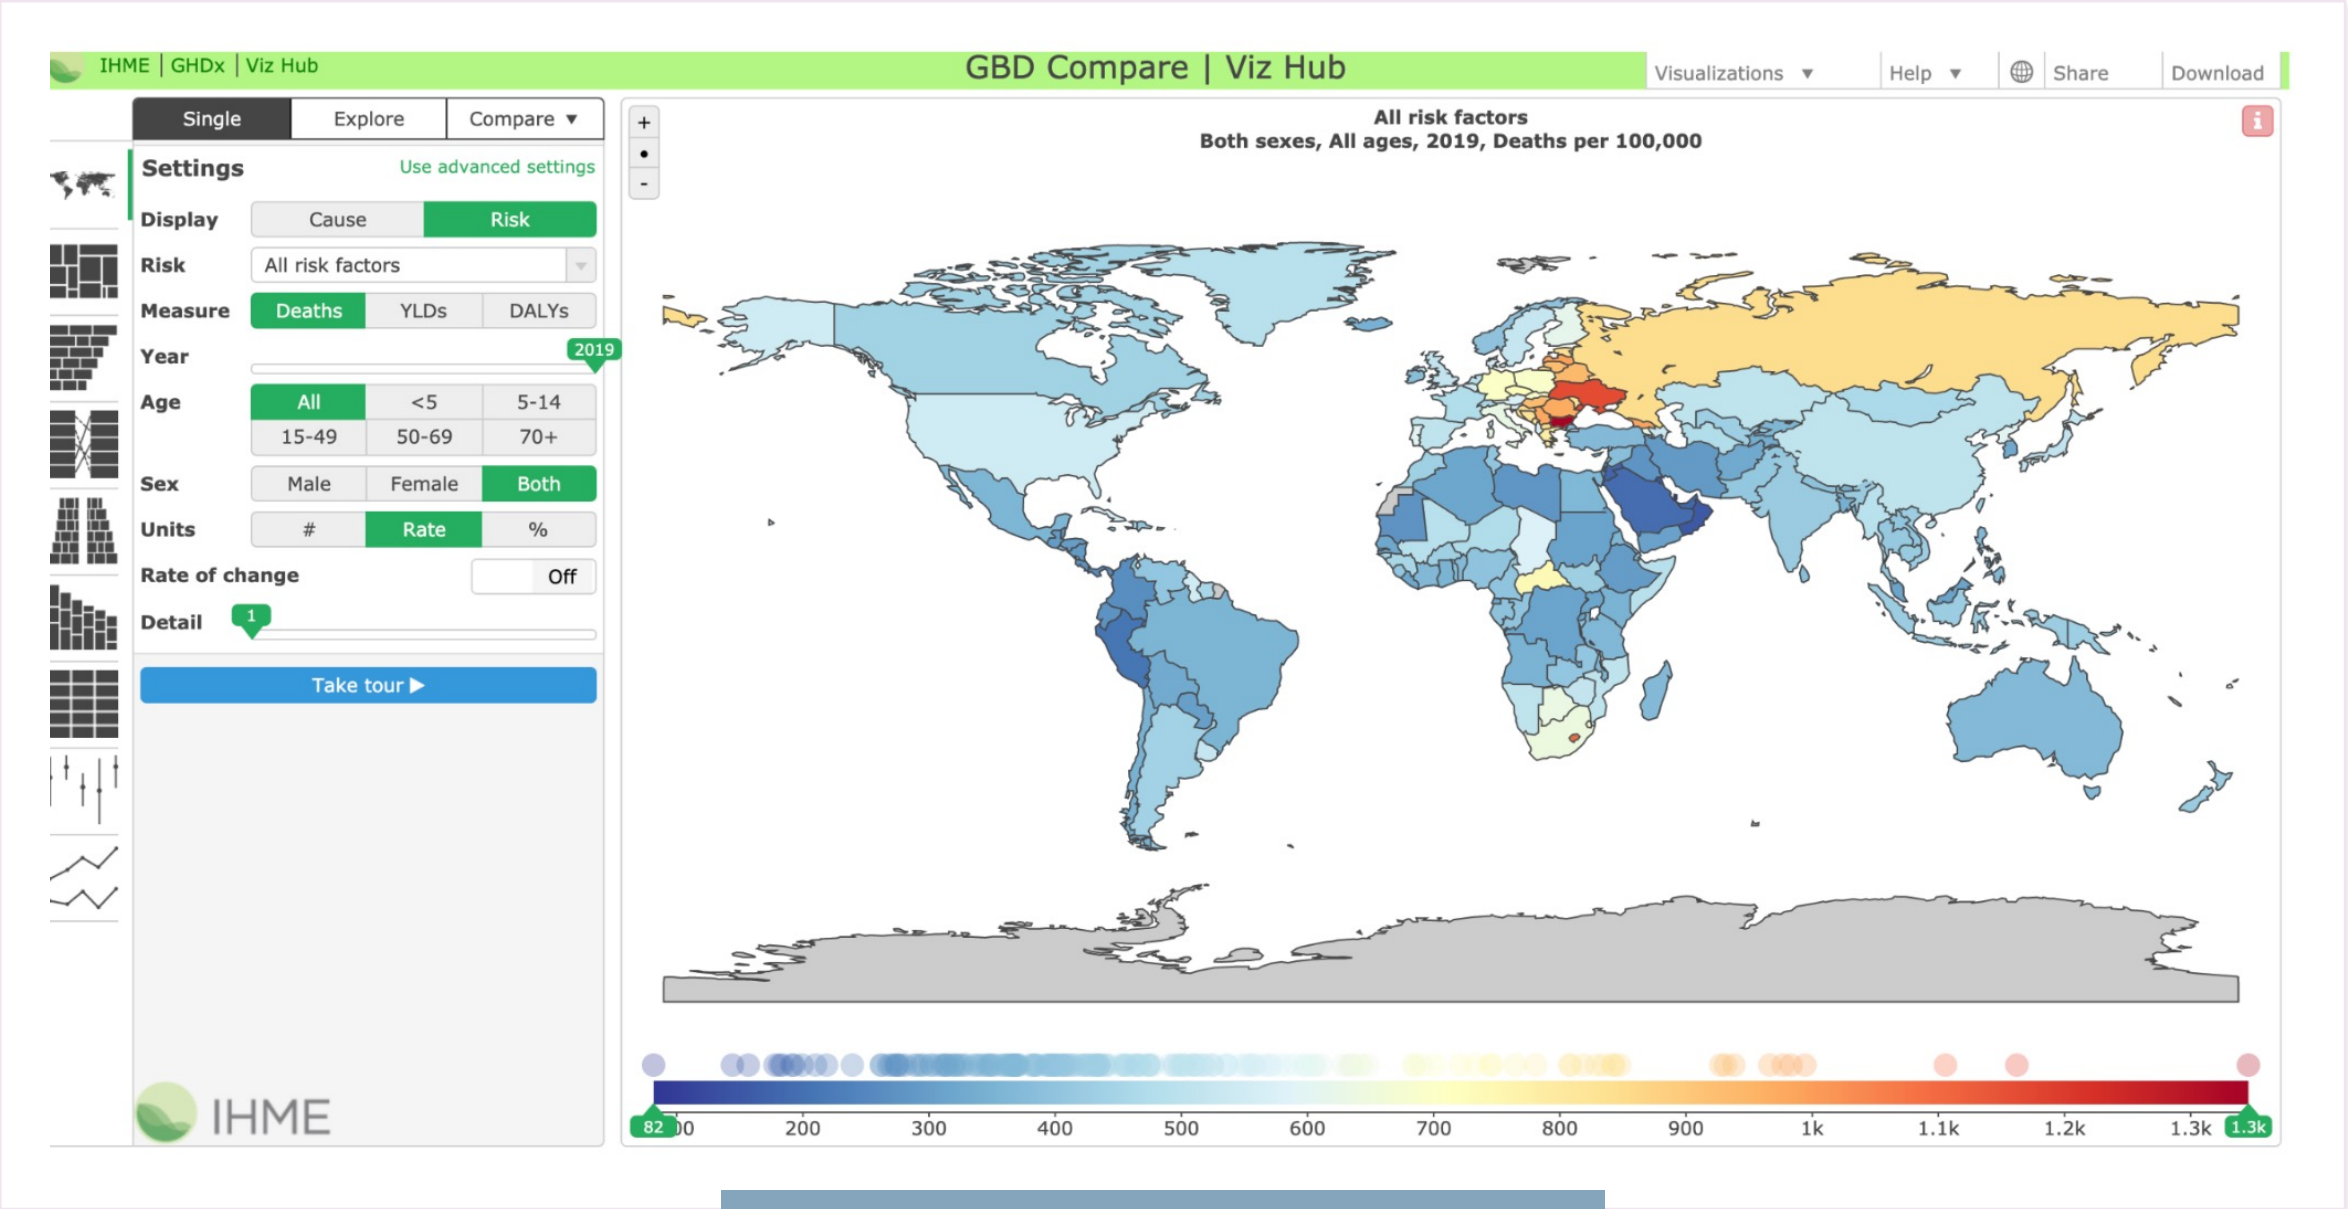 IHME | GHDx | Viz Hub
GBD Compare | Viz Hub
Visualizations ▼
Help ▼
Share
Download
Single
Explore
Compare ▼
Settings
Use advanced settings
Display
Cause
Risk
Risk
All risk factors
Measure
Deaths
YLDs
DALYs
Year
2019
Age
All
<5
5-14
15-49
50-69
70+
Sex
Male
Female
Both
Units
#
Rate
%
Rate of change
Off
Detail
1
Take tour ▶
IHME
+
-
All risk factors
Both sexes, All ages, 2019, Deaths per 100,000
i
82
00
200
300
400
500
600
700
800
900
1k
1.1k
1.2k
1.3k
1.3k